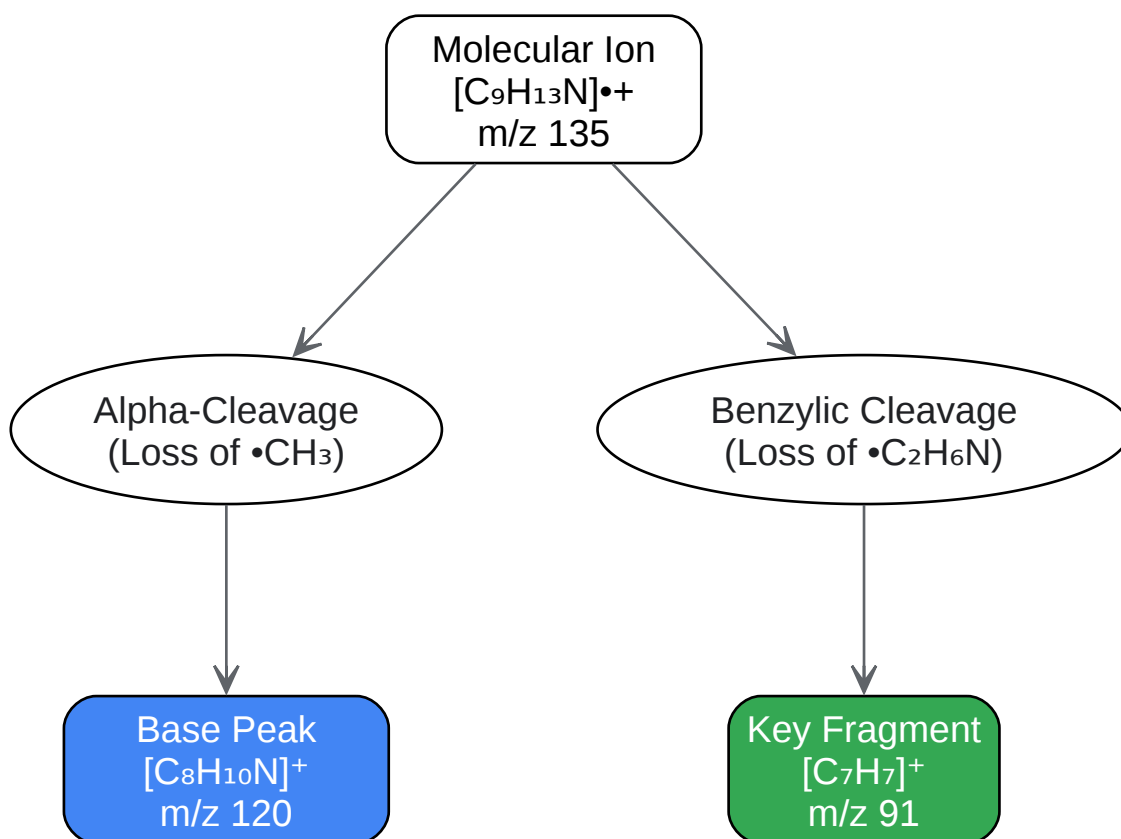 Molecular Ion
[C₉H₁₃N]•+
m/z 135
Alpha-Cleavage
(Loss of •CH₃)
Benzylic Cleavage
(Loss of •C₂H₆N)
Base Peak
[C₈H₁₀N]⁺
m/z 120
Key Fragment
[C₇H₇]⁺
m/z 91